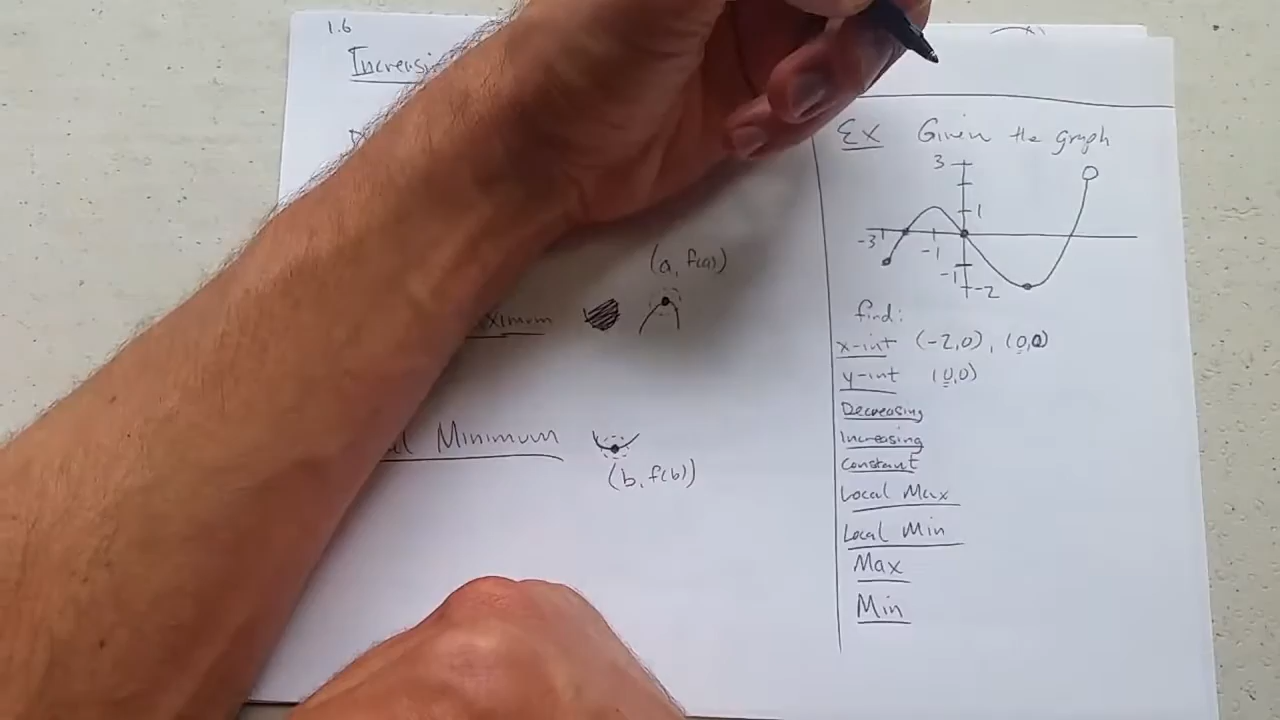 1.6
(a, f(a))
Minimum
(b, f(b))
Ex Given the graph
3
1
-3
-1
-1
-2
find:
x-int (-2,0), (0,0)
y-int (0,0)
Decreasing
Increasing
Constant
Local Max
Local Min
Max
Min